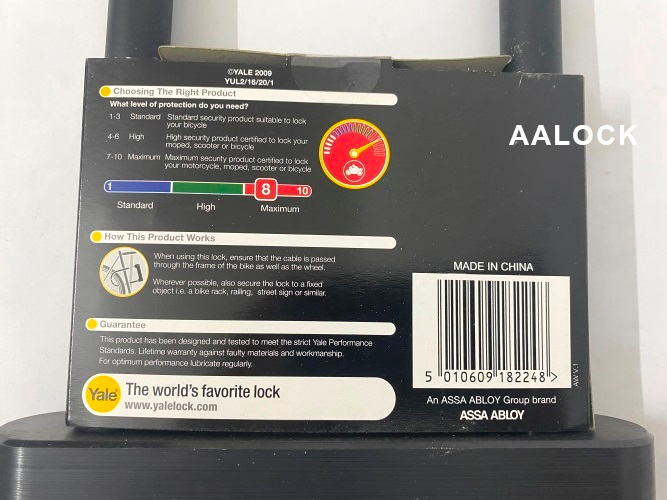 ©YALE 2009
YUL2/16/20/1
Choosing The Right Product
What level of protection do you need?
1-3 Standard Standard security product suitable to lock
your bicycle
4-6 High High security product certified to lock your
moped, scooter or bicycle
7-10 Maximum Maximum security product certified to lock
your motorcycle, moped, scooter or bicycle
1 8 10
Standard High Maximum
AALOCK
How This Product Works
When using this lock, ensure that the cable is passed
through the frame of the bike as well as the wheel.
Wherever possible, also secure the lock to a fixed
object i.e. a bike rack, railing, street sign or similar.
Guarantee
This product has been designed and tested to meet the strict Yale Performance
Standards. Lifetime warranty against faulty materials and workmanship.
For optimum performance lubricate regularly.
Yale The world's favorite lock
www.yalelock.com
MADE IN CHINA
5 010609 182248 >
AW V.1
An ASSA ABLOY Group brand
ASSA ABLOY